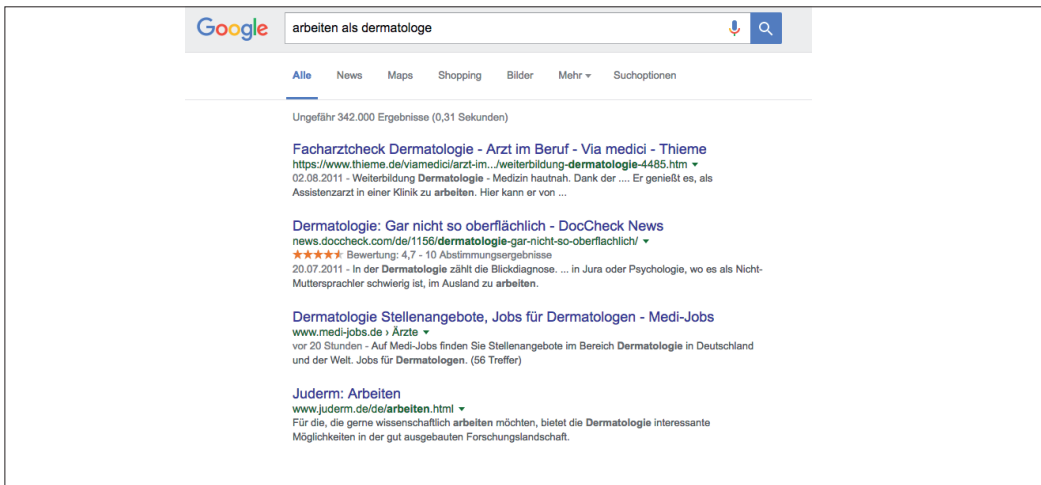 Google
arbeiten als dermatologe
Alle News Maps Shopping Bilder Mehr Suchoptionen
Ungefähr 342.000 Ergebnisse (0,31 Sekunden)
Facharztcheck Dermatologie - Arzt im Beruf - Via medici - Thieme
https://www.thieme.de/viamedici/arzt-im.../weiterbildung-dermatologie-4485.htm
02.08.2011 - Weiterbildung Dermatologie - Medizin hautnah. Dank der .... Er genießt es, als
Assistenzarzt in einer Klinik zu arbeiten. Hier kann er von ...
Dermatologie: Gar nicht so oberflächlich - DocCheck News
news.doccheck.com/de/1156/dermatologie-gar-nicht-so-oberflachlich/
Bewertung: 4,7 - 10 Abstimmungsergebnisse
20.07.2011 - In der Dermatologie zählt die Blickdiagnose. ... in Jura oder Psychologie, wo es als Nicht-
Muttersprachler schwierig ist, im Ausland zu arbeiten.
Dermatologie Stellenangebote, Jobs für Dermatologen - Medi-Jobs
www.medi-jobs.de › Ärzte
vor 20 Stunden - Auf Medi-Jobs finden Sie Stellenangebote im Bereich Dermatologie in Deutschland
und der Welt. Jobs für Dermatologen. (56 Treffer)
Juderm: Arbeiten
www.juderm.de/de/arbeiten.html
Für die, die gerne wissenschaftlich arbeiten möchten, bietet die Dermatologie interessante
Möglichkeiten in der gut ausgebauten Forschungslandschaft.